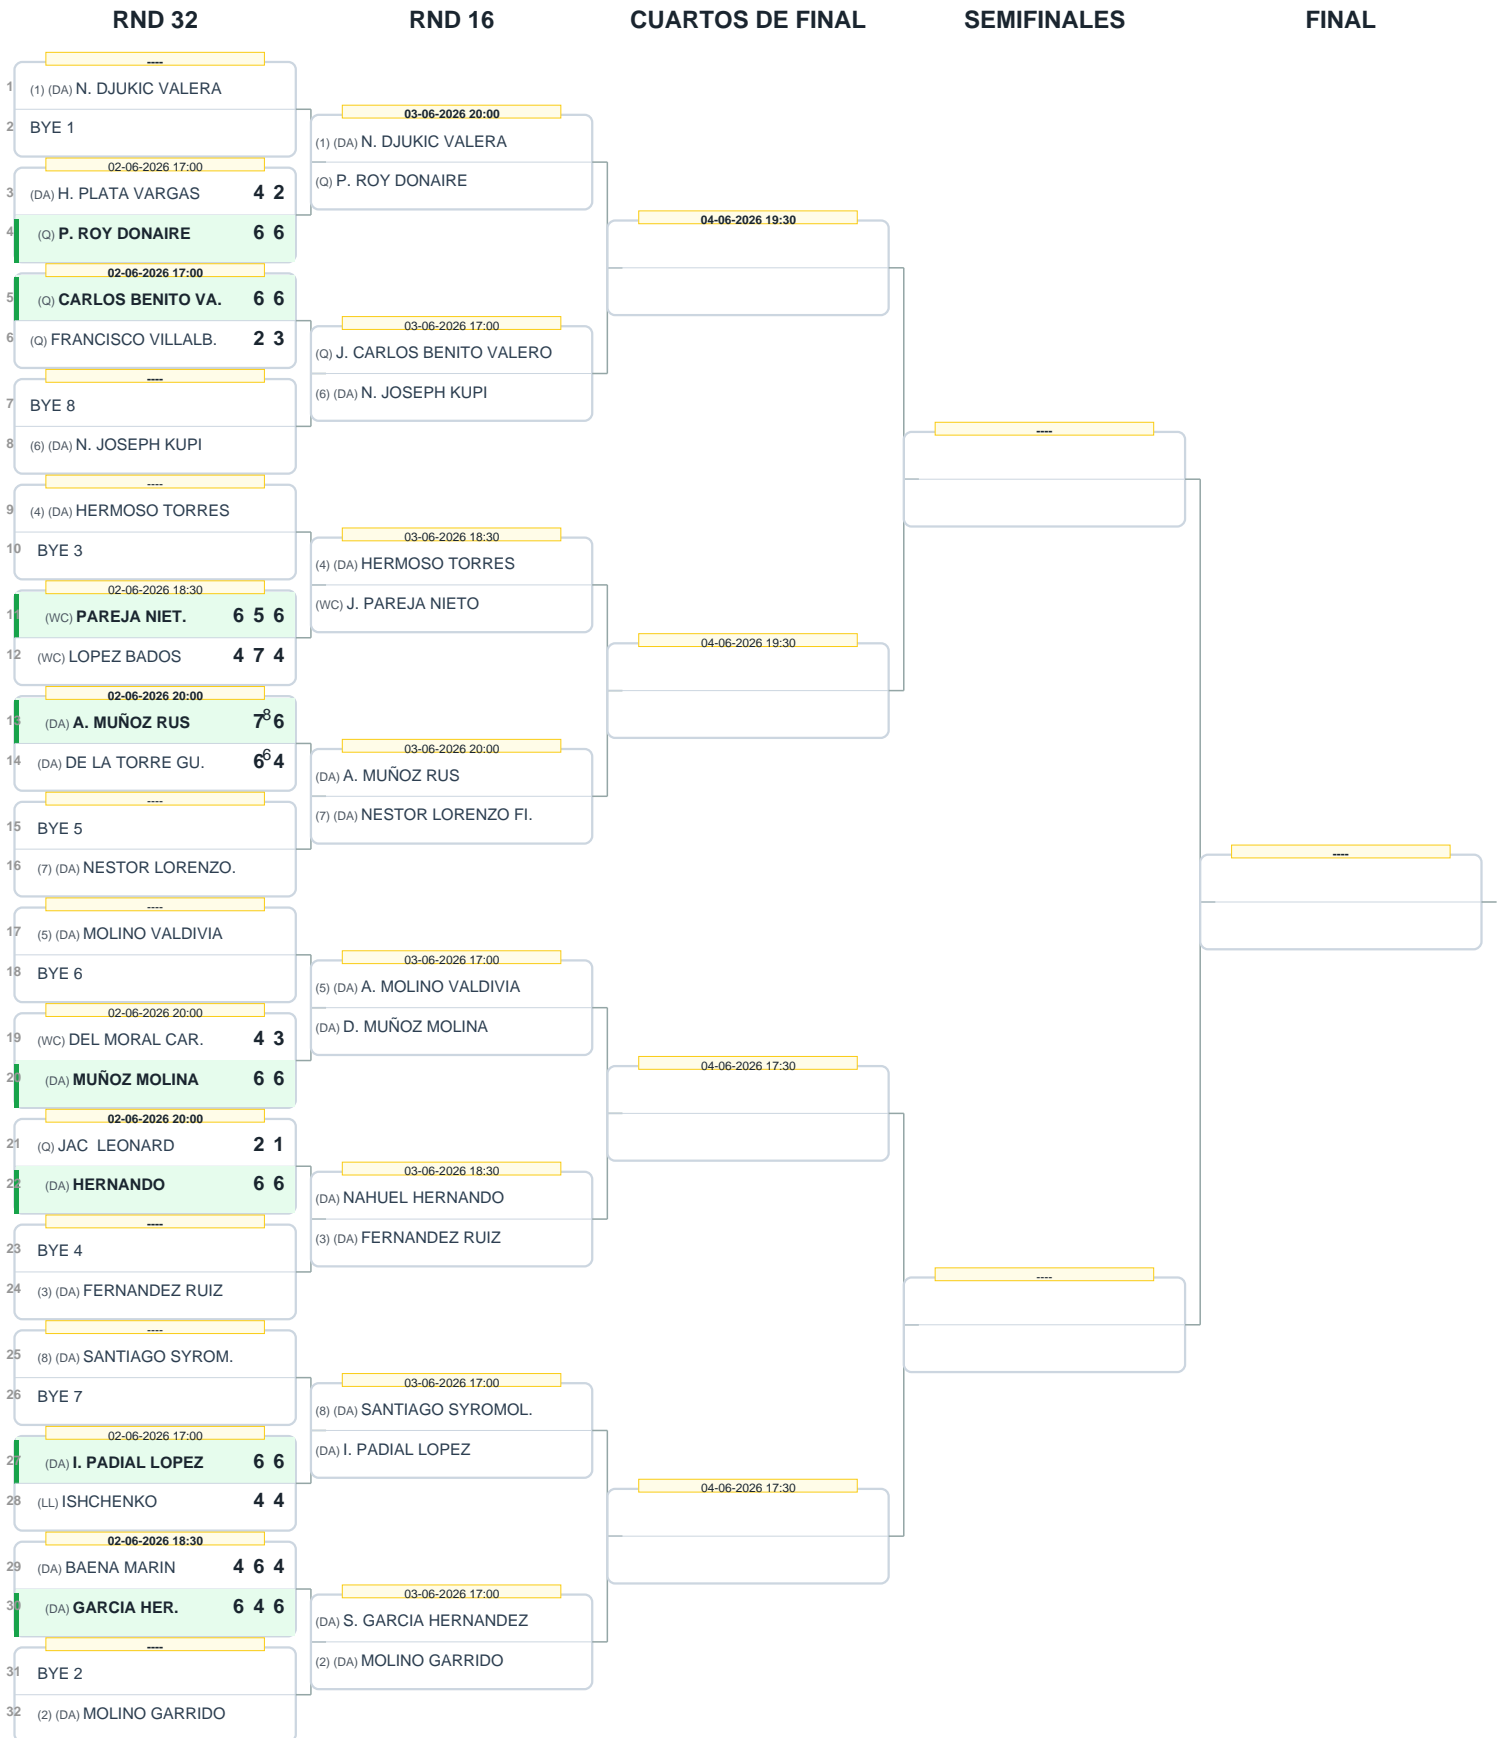 RND 32
RND 16
CUARTOS DE FINAL
SEMIFINALES
FINAL
----
1 (1) (DA) N. DJUKIC VALERA
2 BYE 1
02-06-2026 17:00
3 (DA) H. PLATA VARGAS 4 2
4 (Q) P. ROY DONAIRE 6 6
02-06-2026 17:00
5 (Q) CARLOS BENITO VA. 6 6
6 (Q) FRANCISCO VILLALB. 2 3
----
7 BYE 8
8 (6) (DA) N. JOSEPH KUPI
----
9 (4) (DA) HERMOSO TORRES
10 BYE 3
02-06-2026 18:30
11 (WC) PAREJA NIET. 6 5 6
12 (WC) LOPEZ BADOS 4 7 4
02-06-2026 20:00
13 (DA) A. MUÑOZ RUS 7 8 6
14 (DA) DE LA TORRE GU. 6 6 4
----
15 BYE 5
16 (7) (DA) NESTOR LORENZO.
----
17 (5) (DA) MOLINO VALDIVIA
18 BYE 6
02-06-2026 20:00
19 (WC) DEL MORAL CAR. 4 3
20 (DA) MUÑOZ MOLINA 6 6
02-06-2026 20:00
21 (Q) JAC LEONARD 2 1
22 (DA) HERNANDO 6 6
----
23 BYE 4
24 (3) (DA) FERNANDEZ RUIZ
----
25 (8) (DA) SANTIAGO SYROM.
26 BYE 7
02-06-2026 17:00
27 (DA) I. PADIAL LOPEZ 6 6
28 (LL) ISHCHENKO 4 4
02-06-2026 18:30
29 (DA) BAENA MARIN 4 6 4
30 (DA) GARCIA HER. 6 4 6
----
31 BYE 2
32 (2) (DA) MOLINO GARRIDO
03-06-2026 20:00
(1) (DA) N. DJUKIC VALERA
(Q) P. ROY DONAIRE
03-06-2026 17:00
(Q) J. CARLOS BENITO VALERO
(6) (DA) N. JOSEPH KUPI
03-06-2026 18:30
(4) (DA) HERMOSO TORRES
(WC) J. PAREJA NIETO
03-06-2026 20:00
(DA) A. MUÑOZ RUS
(7) (DA) NESTOR LORENZO FI.
03-06-2026 17:00
(5) (DA) A. MOLINO VALDIVIA
(DA) D. MUÑOZ MOLINA
03-06-2026 18:30
(DA) NAHUEL HERNANDO
(3) (DA) FERNANDEZ RUIZ
03-06-2026 17:00
(8) (DA) SANTIAGO SYROMOL.
(DA) I. PADIAL LOPEZ
03-06-2026 17:00
(DA) S. GARCIA HERNANDEZ
(2) (DA) MOLINO GARRIDO
04-06-2026 19:30
04-06-2026 19:30
04-06-2026 17:30
04-06-2026 17:30
----
----
----